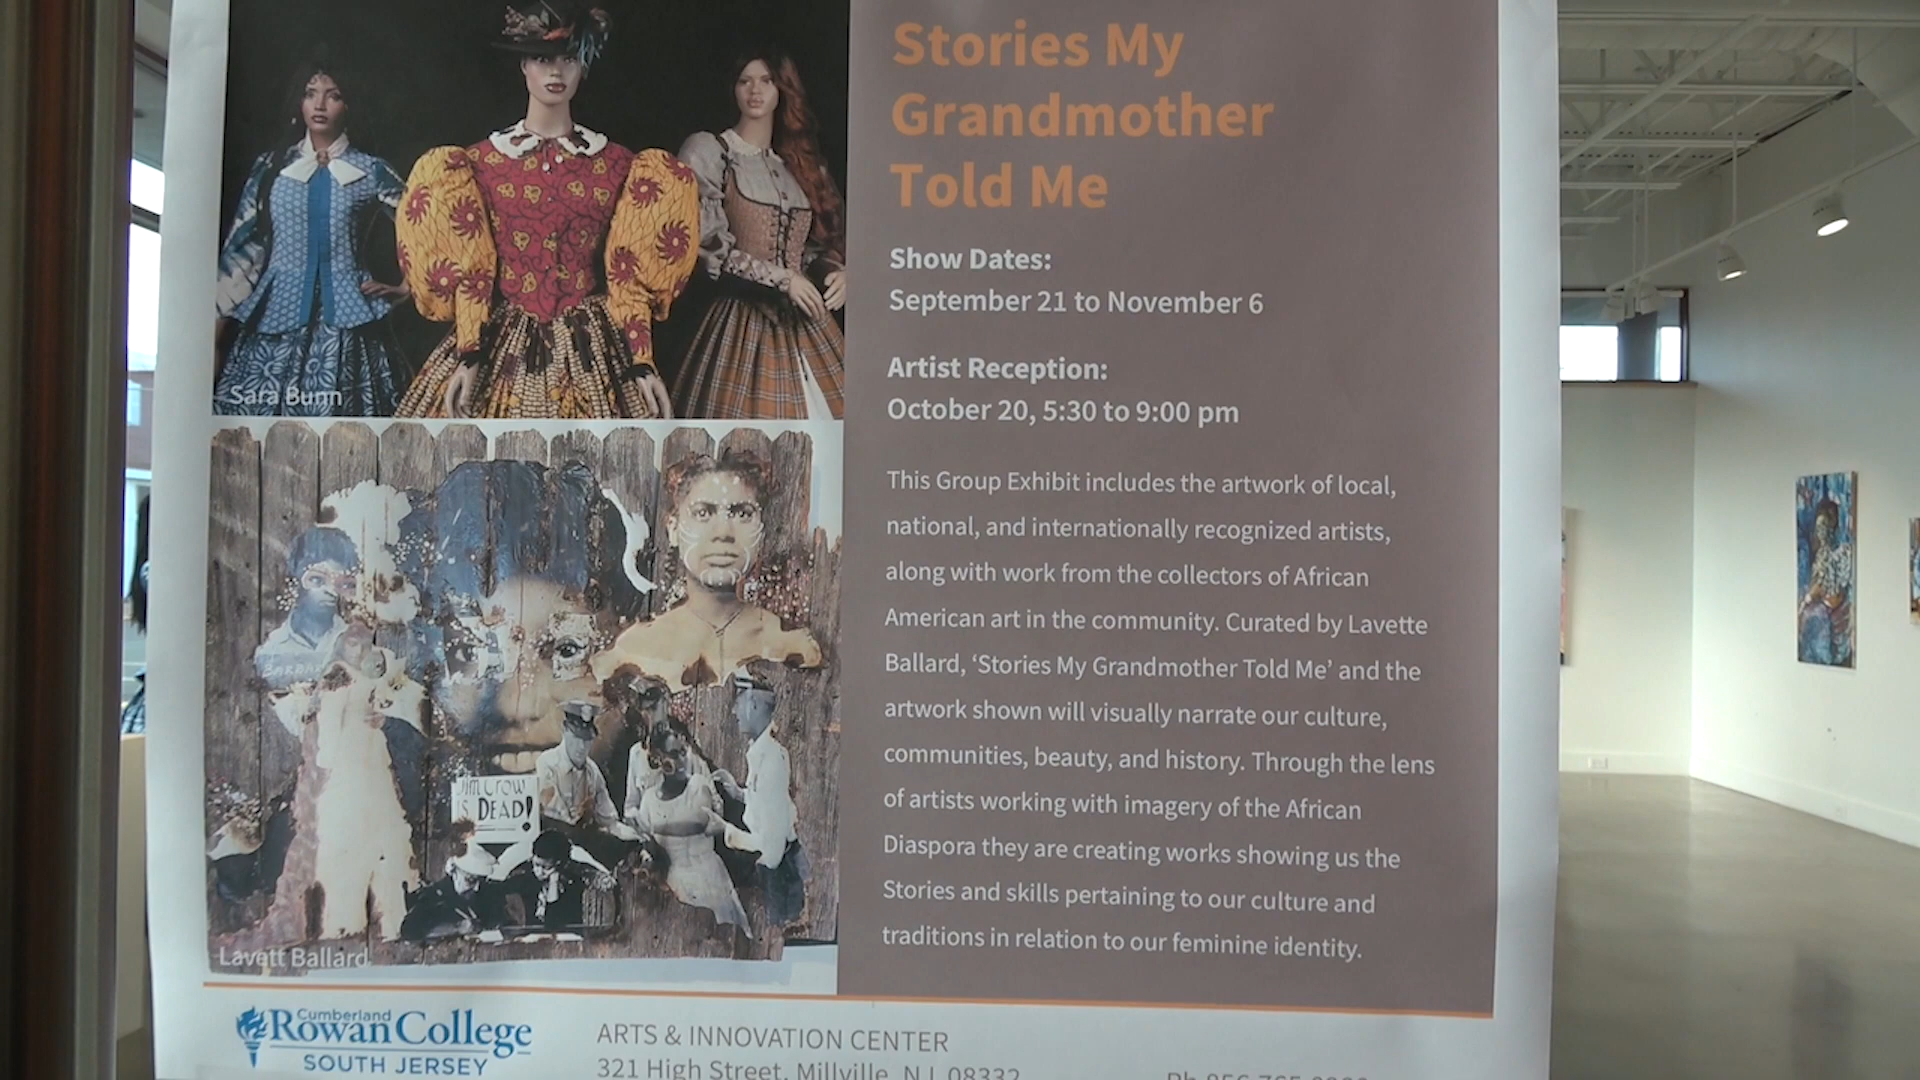 Stories My
Grandmother
Told Me
Show Dates:
September 21 to November 6
Artist Reception:
October 20, 5:30 to 9:00 pm
This Group Exhibit includes the artwork of local,
national, and internationally recognized artists,
along with work from the collectors of African
American art in the community. Curated by Lavette
Ballard, ‘Stories My Grandmother Told Me’ and the
artwork shown will visually narrate our culture,
communities, beauty, and history. Through the lens
of artists working with imagery of the African
Diaspora they are creating works showing us the
Stories and skills pertaining to our culture and
traditions in relation to our feminine identity.
Sara Bunn
Jim Crow
is DEAD!
Lavett Ballard
Cumberland
Rowan College
SOUTH JERSEY
ARTS & INNOVATION CENTER
321 High Street, Millville, NJ 08332